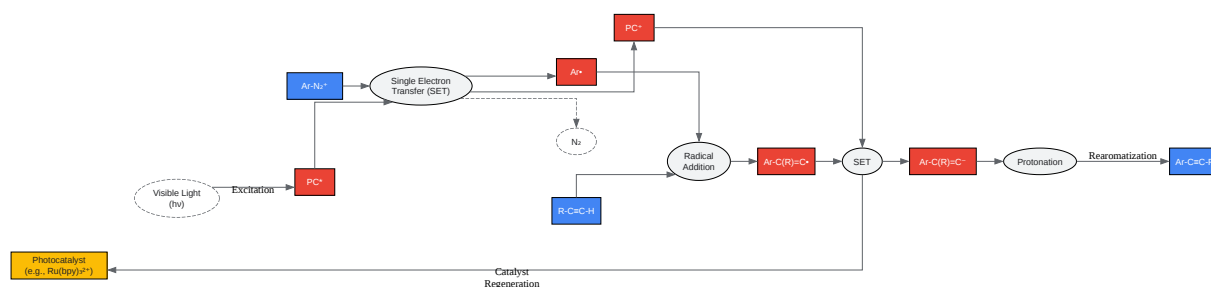 PC⁺
Ar-N₂⁺
Single Electron
Transfer (SET)
Ar•
N₂
Radical
Addition
Ar-C(R)=C•
SET
Ar-C(R)=C⁻
Protonation
Rearomatization
Ar-C≡C-R
Visible Light
(hν)
Excitation
PC*
R-C≡C-H
Photocatalyst
(e.g., Ru(bpy)₃²⁺)
Catalyst
Regeneration